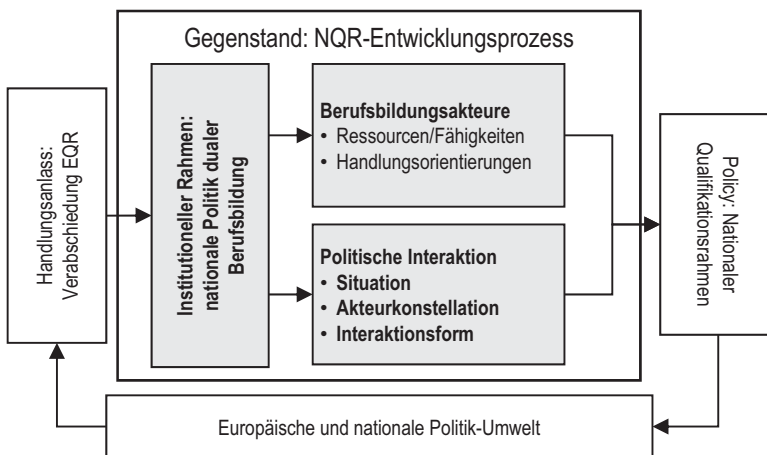 Gegenstand: NQR-Entwicklungsprozess
Handlungsanlass:
Verabschiedung EQR
Institutioneller Rahmen:
nationale Politik dualer
Berufsbildung
Berufsbildungsakteure
• Ressourcen/Fähigkeiten
• Handlungsorientierungen
Politische Interaktion
• Situation
• Akteurkonstellation
• Interaktionsform
Policy: Nationaler
Qualifikationsrahmen
Europäische und nationale Politik-Umwelt